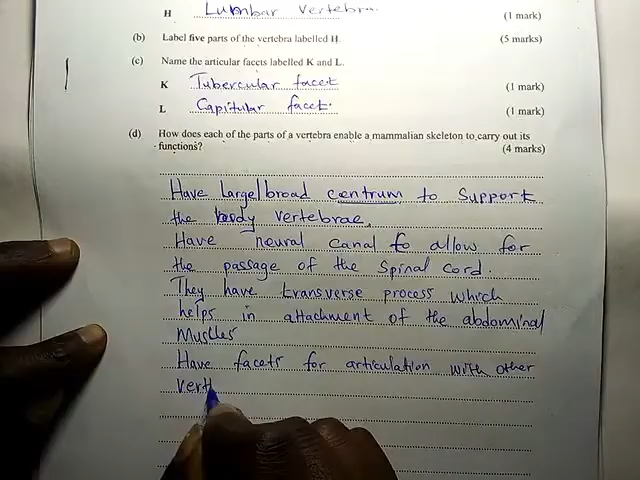 H Lumbar vertebra. (1 mark)
(b) Label five parts of the vertebra labelled H. (5 marks)
(c) Name the articular facets labelled K and L.
K Tubercular facet (1 mark)
L Capitular facet. (1 mark)
(d) How does each of the parts of a vertebra enable a mammalian skeleton to carry out its
functions? (4 marks)
Have large/broad centrum to support
the body vertebrae.
Have neural canal to allow for
the passage of the spinal cord.
They have transverse process which
helps in attachment of the abdominal
Muscles
Have facets for articulation with other
vert